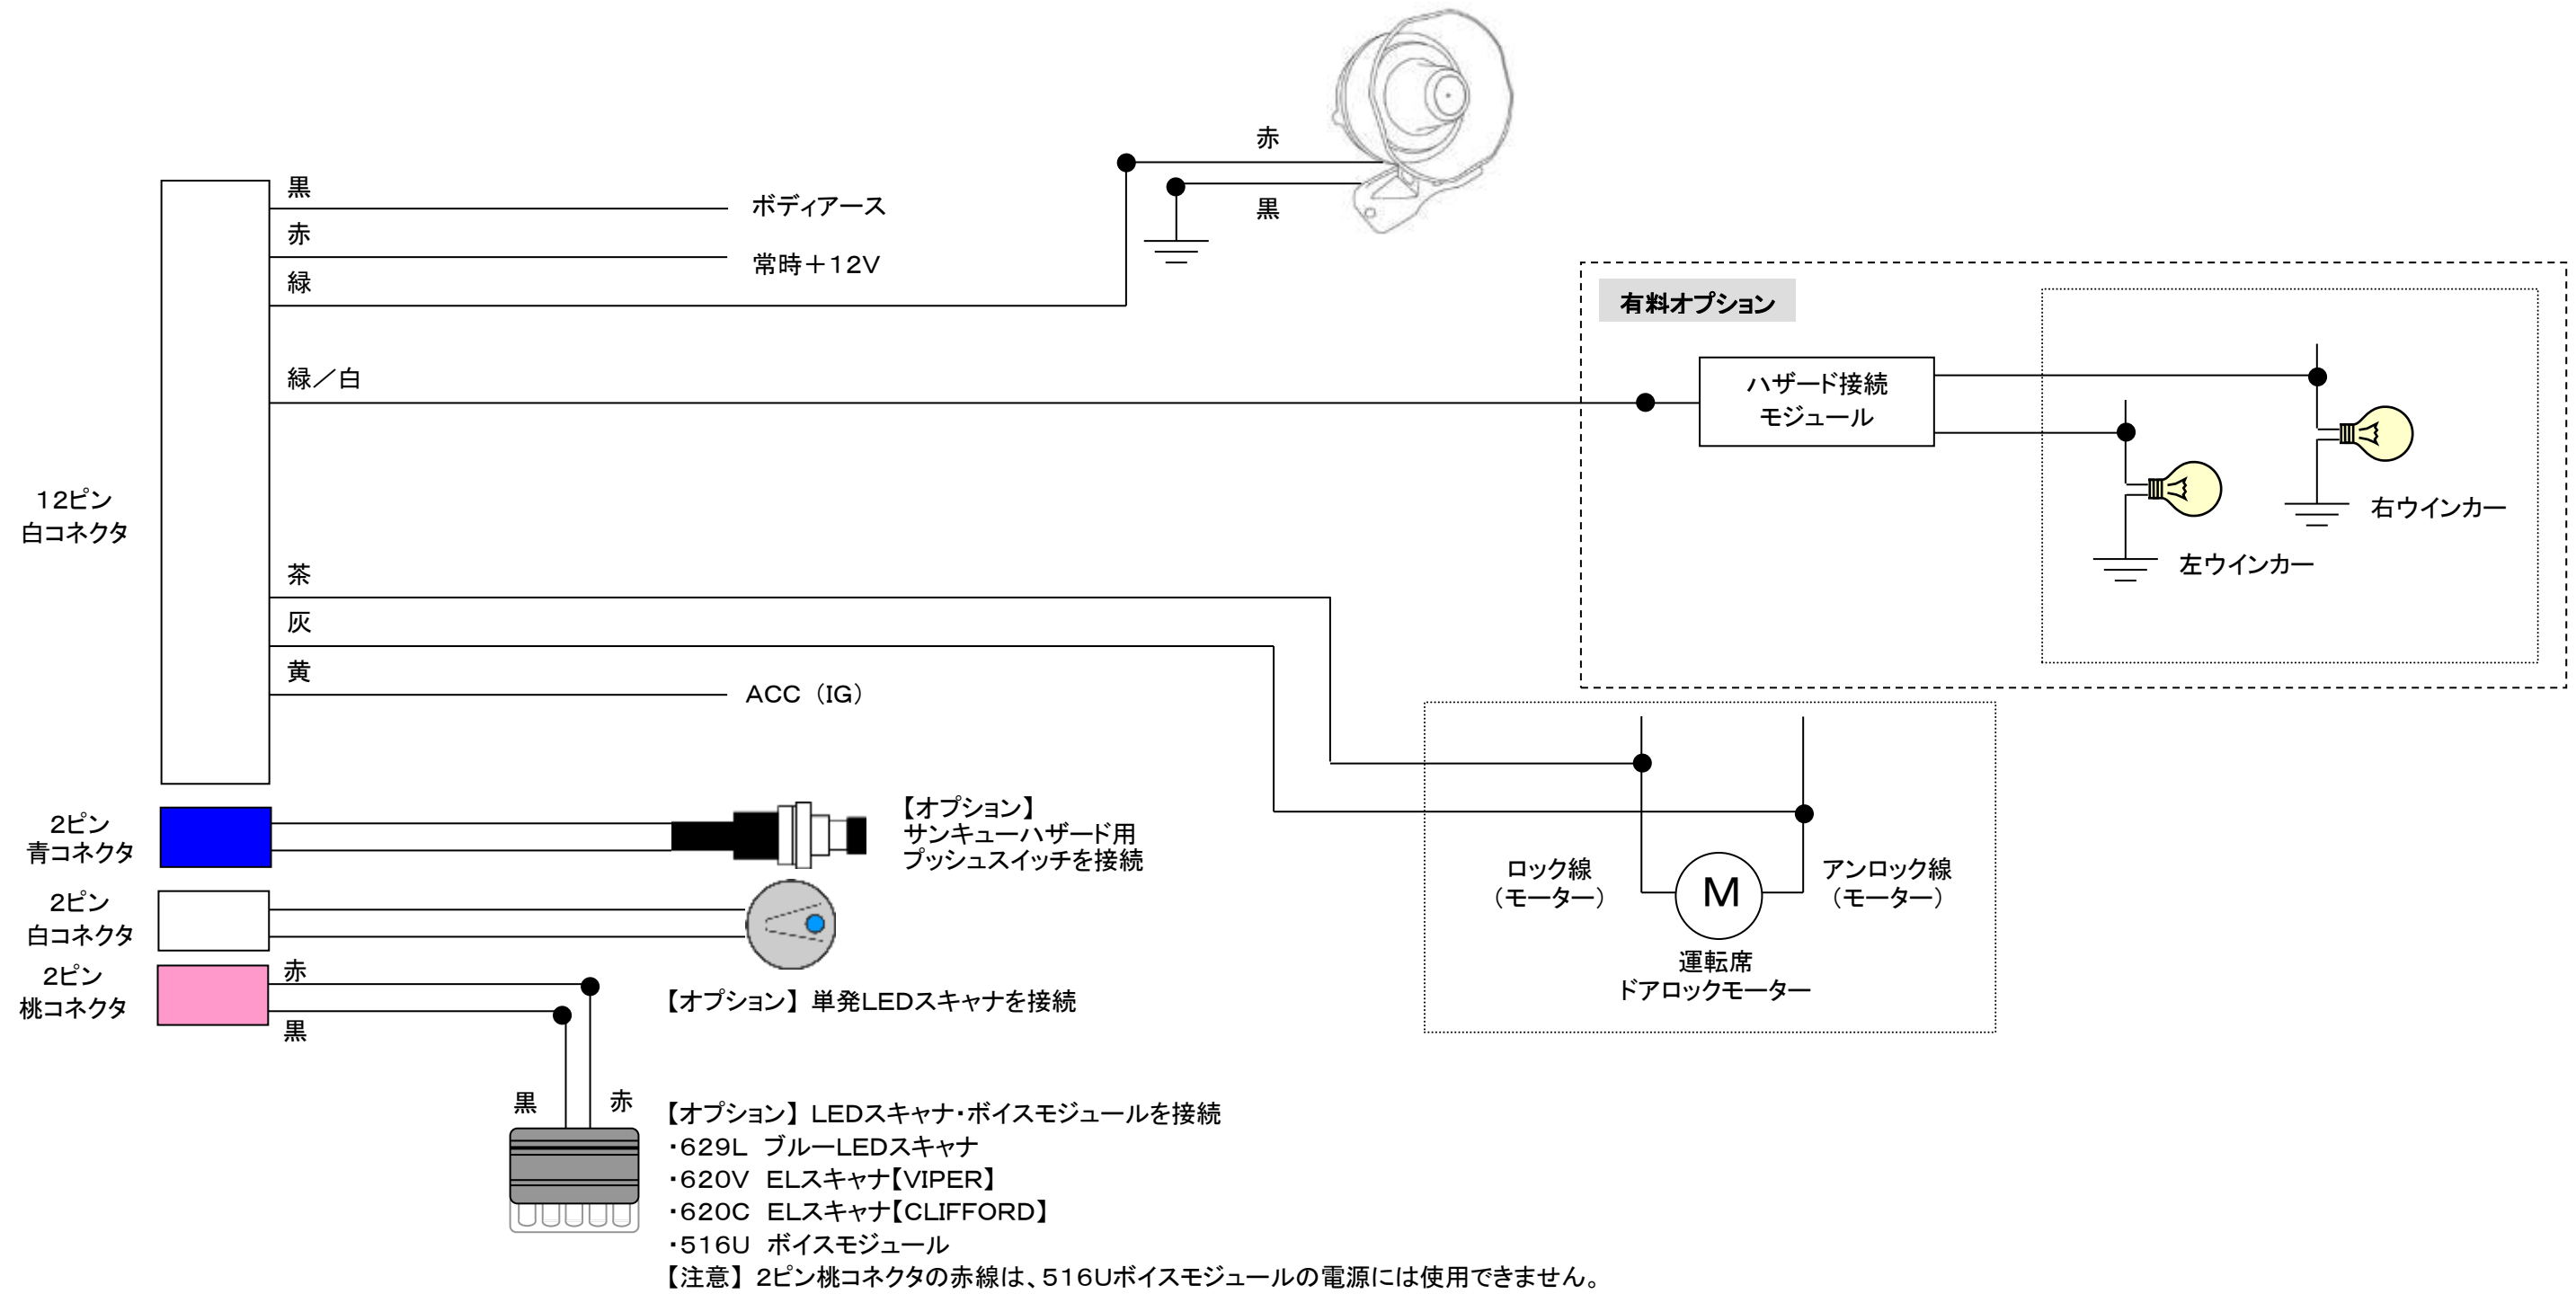 赤
黒
黒
ボディアース
赤
常時＋12V
緑
有料オプション
緑／白
ハザード接続
モジュール
右ウインカー
左ウインカー
12ピン
白コネクタ
茶
灰
黄
ACC（IG）
2ピン
青コネクタ
【オプション】
サンキューハザード用
プッシュスイッチを接続
ロック線
（モーター）
M
アンロック線
（モーター）
運転席
ドアロックモーター
2ピン
白コネクタ
【オプション】単発LEDスキャナを接続
2ピン
桃コネクタ
赤
黒
黒
赤
【オプション】LEDスキャナ・ボイスモジュールを接続
・629L　ブルーLEDスキャナ
・620V　ELスキャナ【VIPER】
・620C　ELスキャナ【CLIFFORD】
・516U　ボイスモジュール
【注意】2ピン桃コネクタの赤線は、516Uボイスモジュールの電源には使用できません。